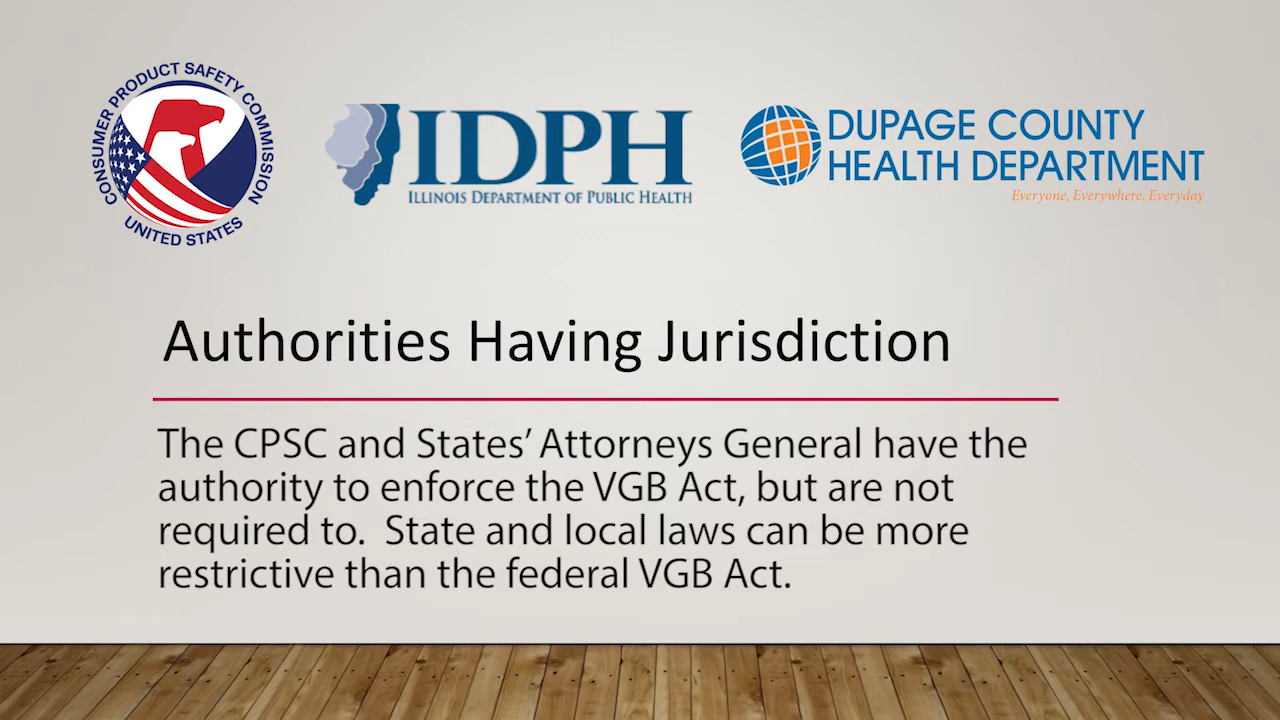 CONSUMER PRODUCT SAFETY COMMISSION
UNITED STATES
IDPH
ILLINOIS DEPARTMENT OF PUBLIC HEALTH
DUPAGE COUNTY
HEALTH DEPARTMENT
Everyone, Everywhere, Everyday
Authorities Having Jurisdiction
The CPSC and States’ Attorneys General have the
authority to enforce the VGB Act, but are not
required to.  State and local laws can be more
restrictive than the federal VGB Act.